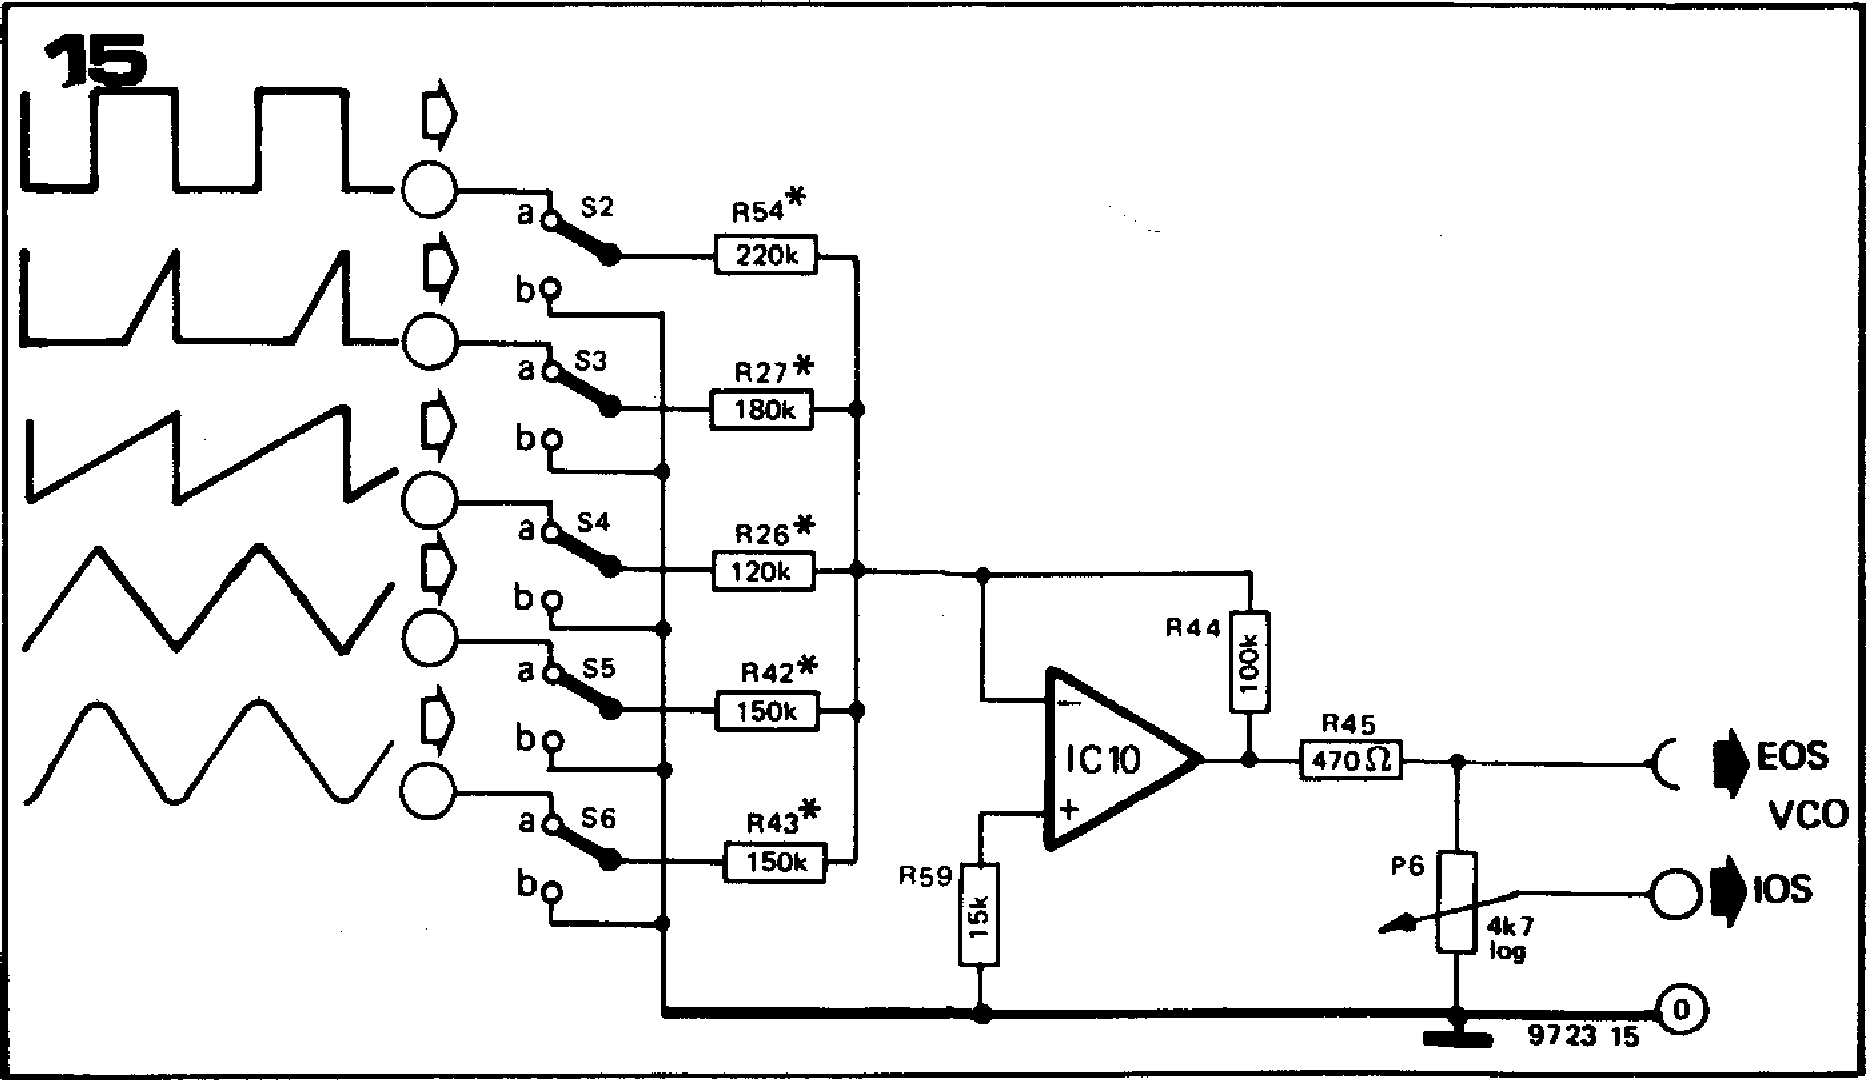 15
a
S2
R54*
220k
b
a
S3
R27*
180k
b
a
S4
R26*
120k
b
a
S5
R42*
150k
b
a
S6
R43*
150k
b
R44
100k
−
IC10
+
R45
470Ω
EOS
VCO
R59
15k
P6
4k7
log
IOS
0
9723 15